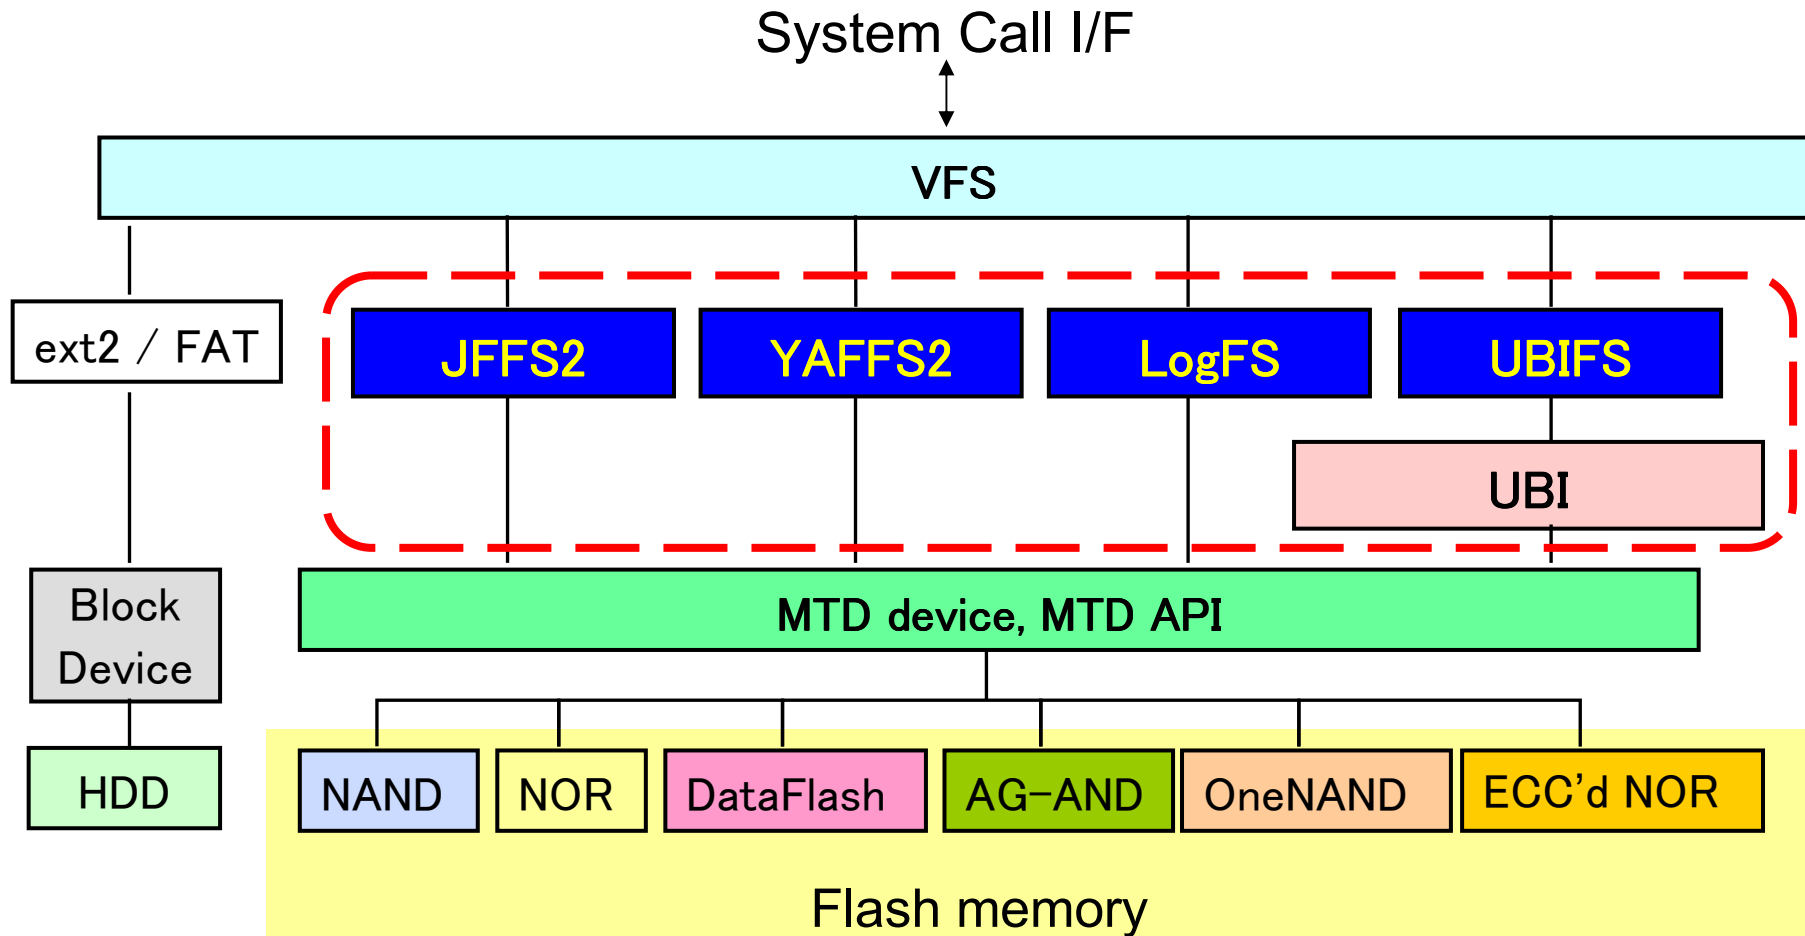 System Call I/F
VFS
ext2 / FAT
JFFS2
YAFFS2
LogFS
UBIFS
UBI
Block
Device
MTD device, MTD API
HDD
NAND
NOR
DataFlash
AG-AND
OneNAND
ECC’d NOR
Flash memory